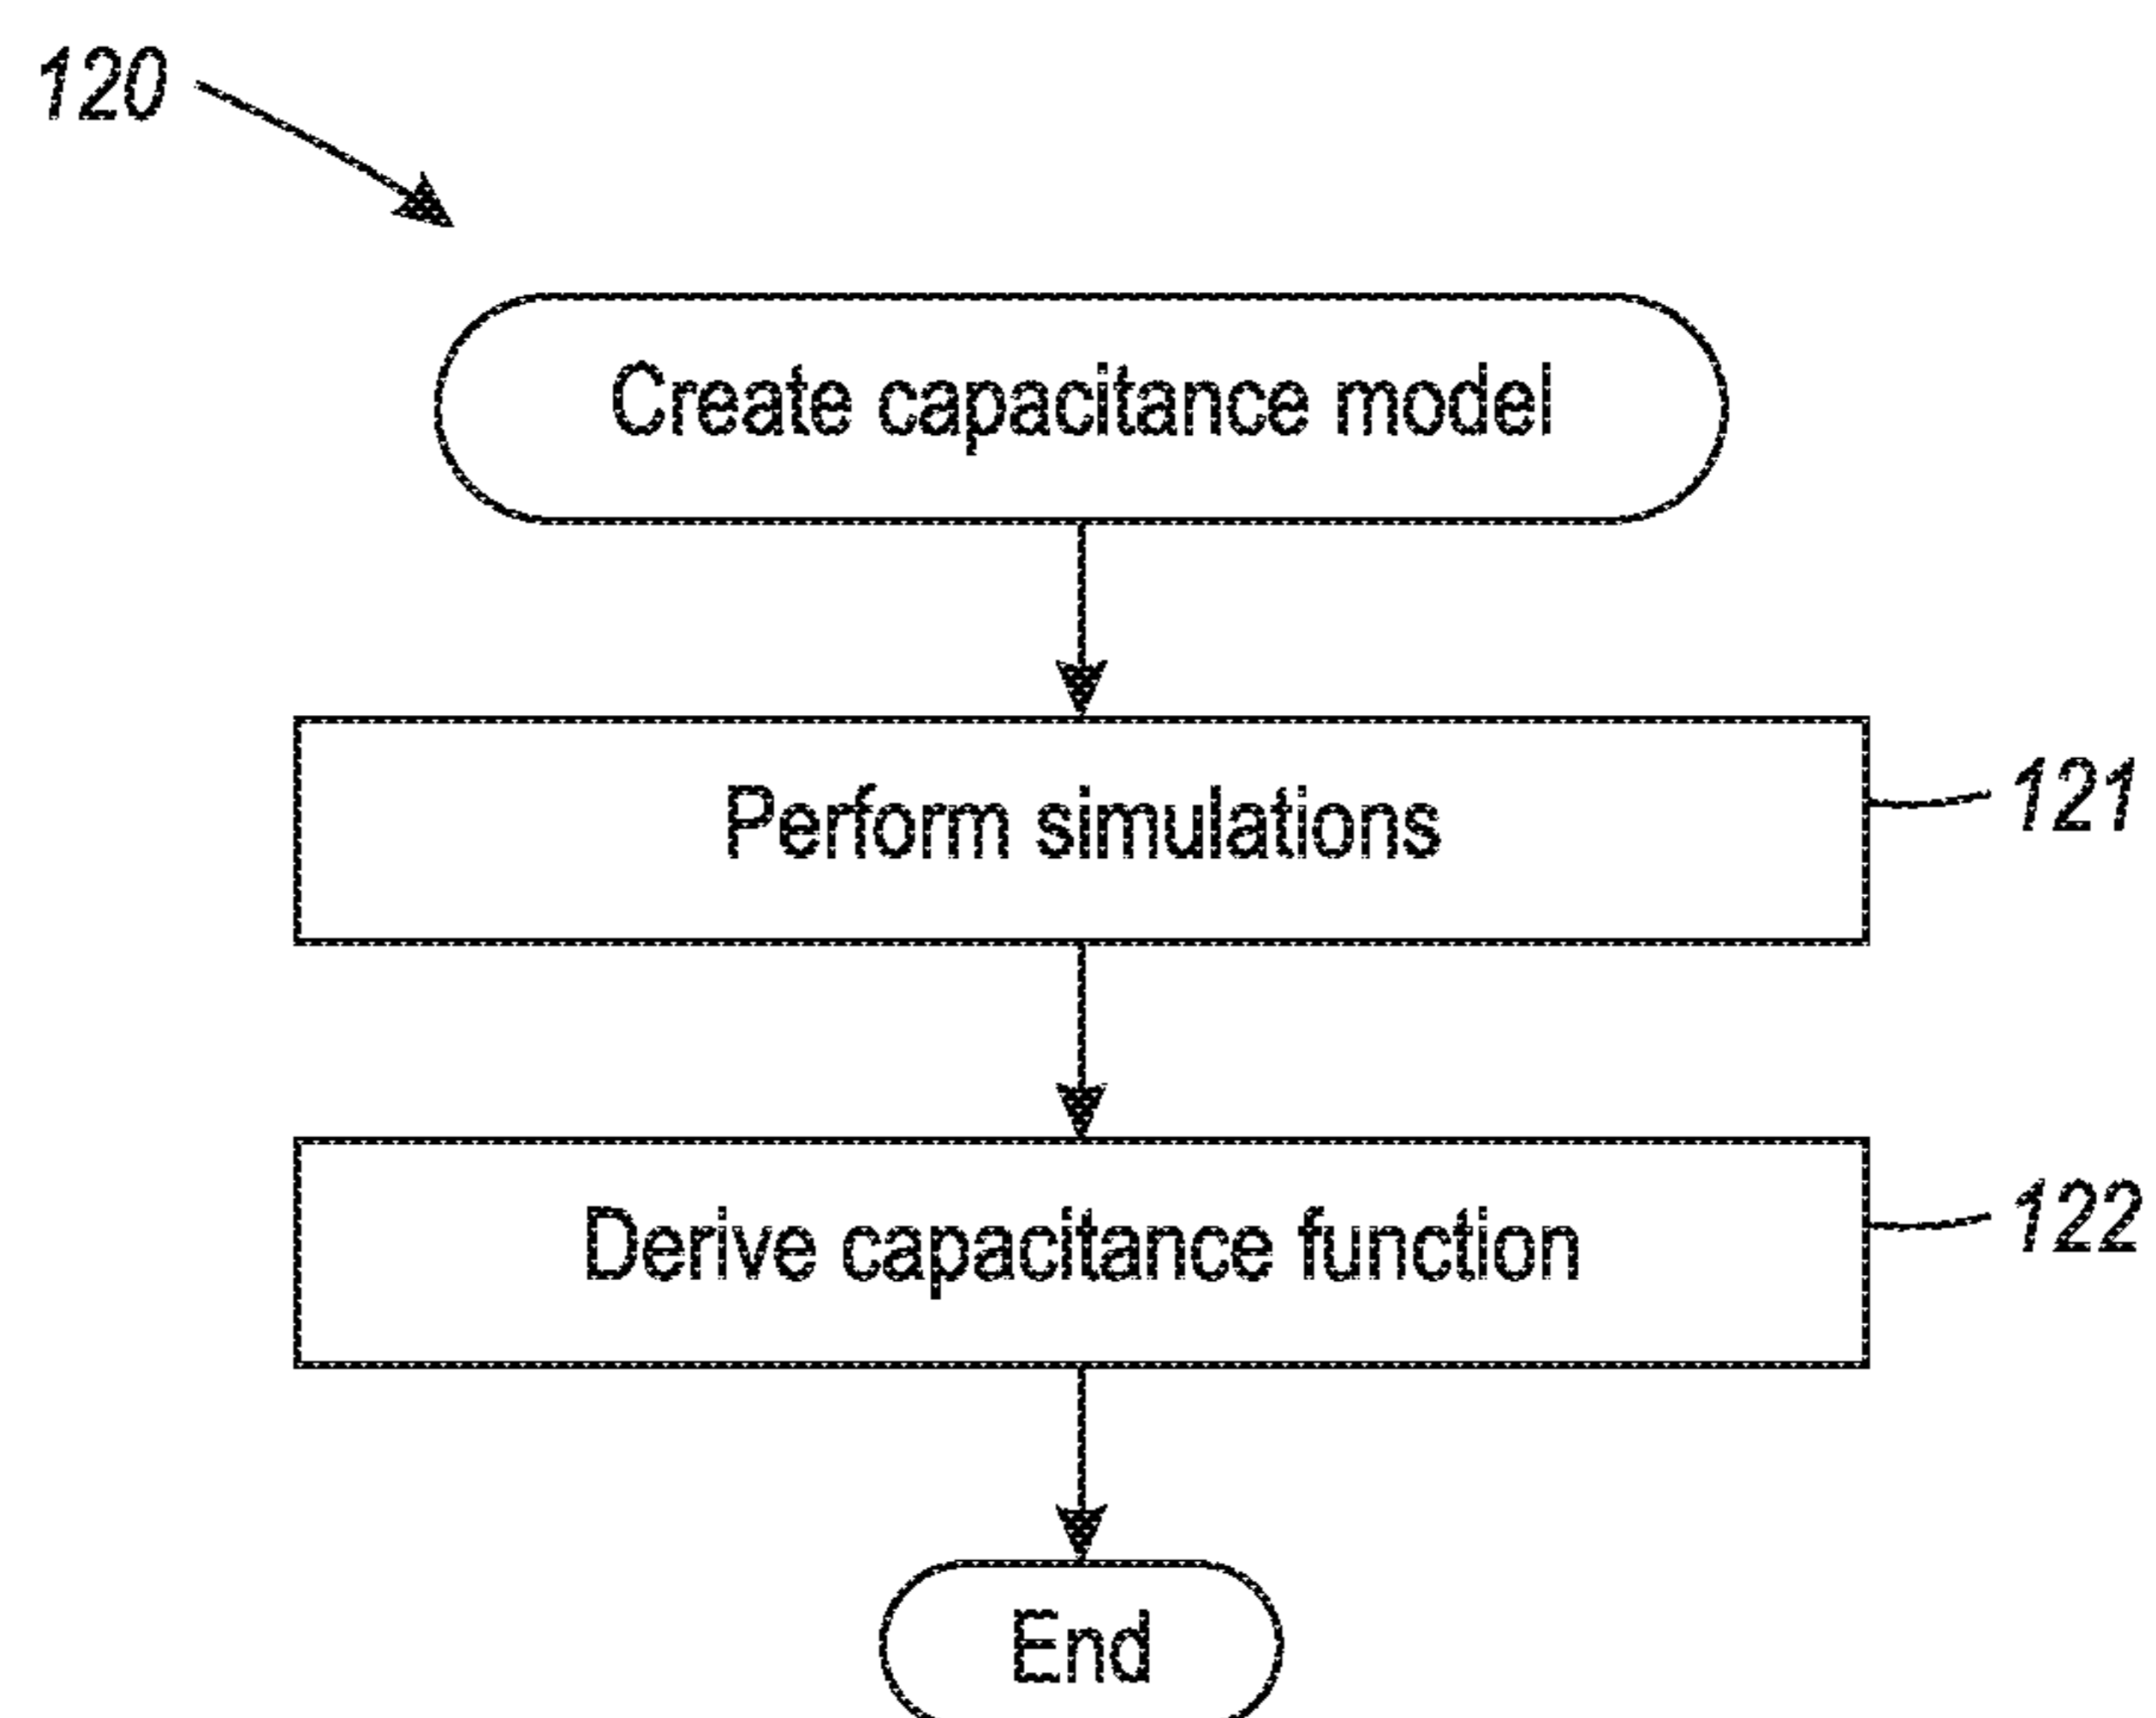 120
Create capacitance model
Perform simulations
121
Derive capacitance function
122
End